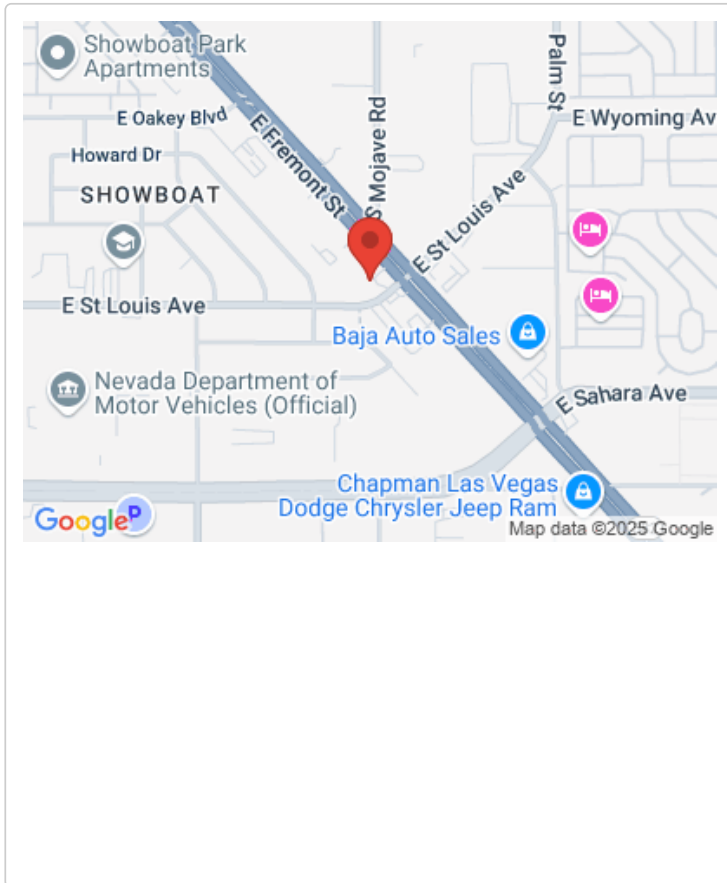 Showboat Park
Apartments
E Oakey Blvd
Howard Dr
SHOWBOAT
E Fremont St
S Mojave Rd
Palm St
E Wyoming Av
E St Louis Ave
E St Louis Ave
Baja Auto Sales
Nevada Department of
Motor Vehicles (Official)
E Sahara Ave
Chapman Las Vegas
Dodge Chrysler Jeep Ram
Google
P
Map data ©2025 Google